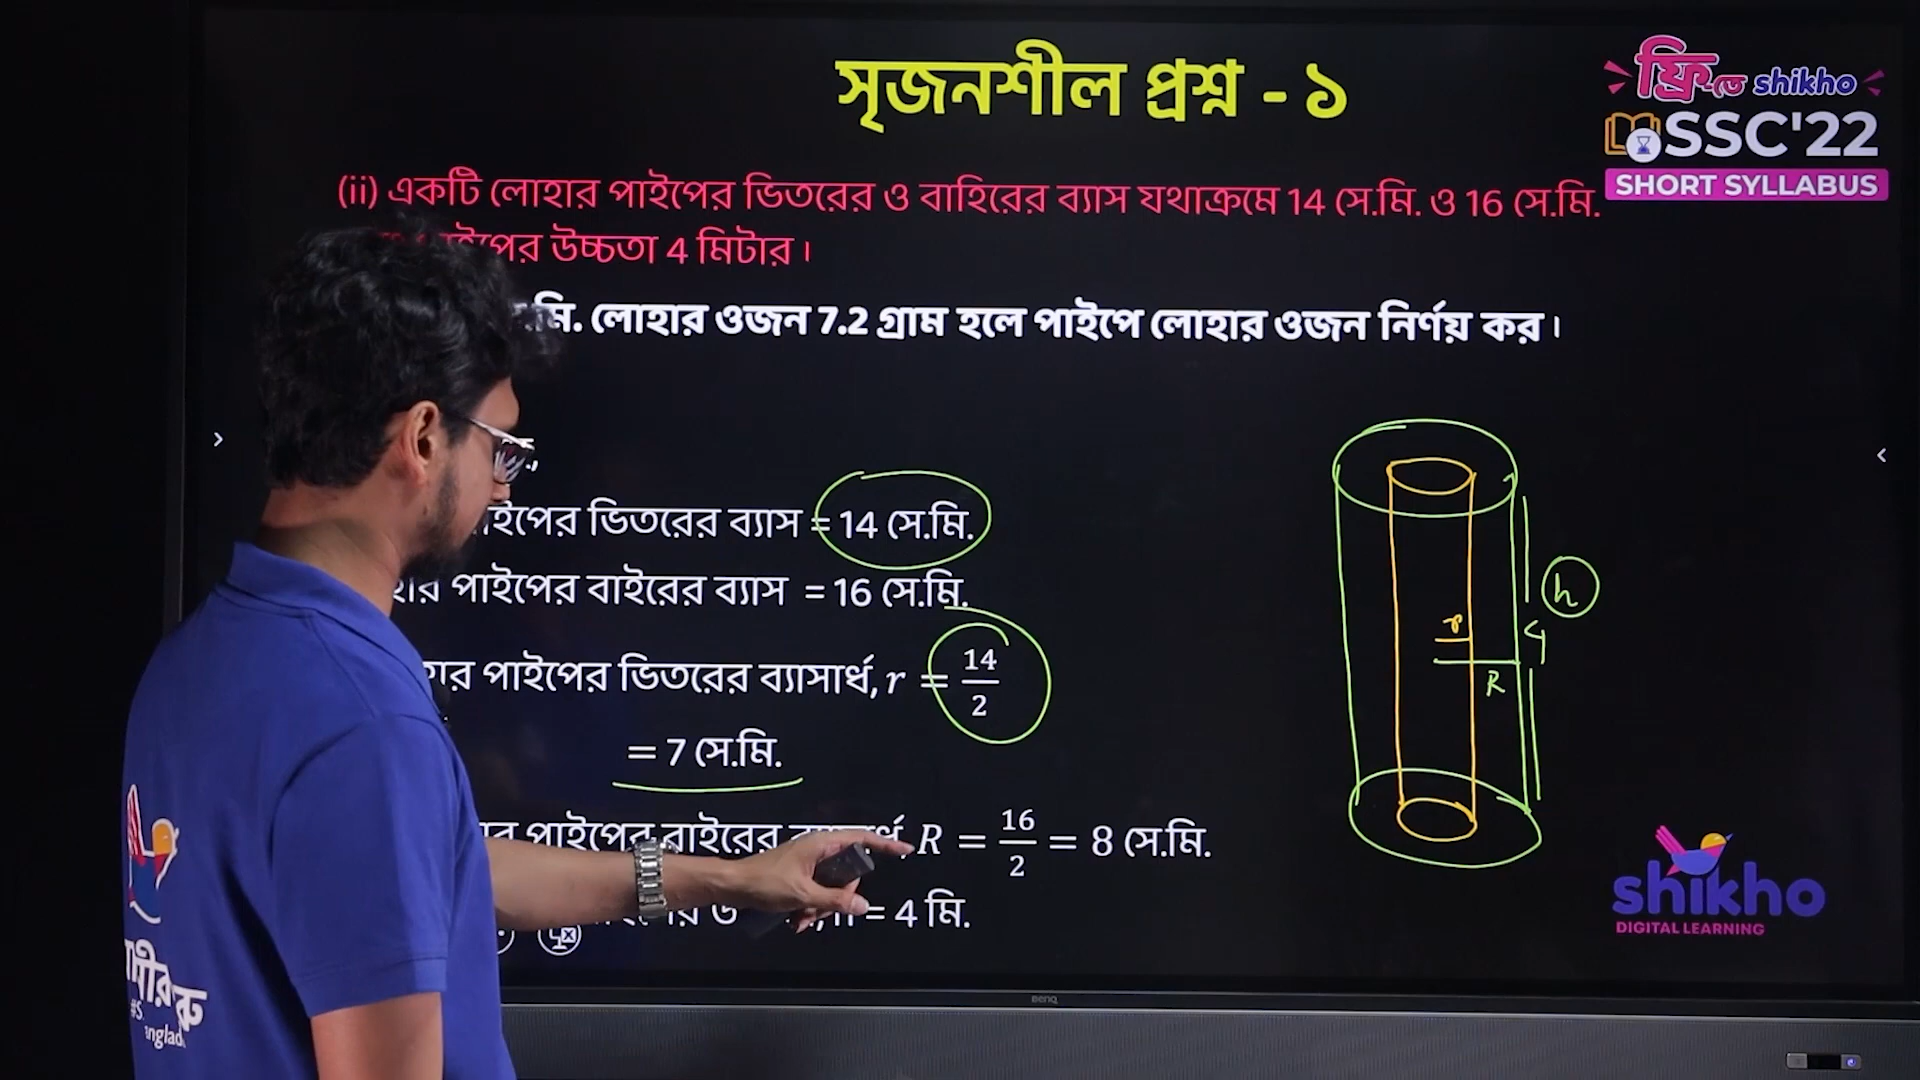 সৃজনশীল প্রশ্ন - ১
ফ্রি-তে shikho
SSC'22
SHORT SYLLABUS
(ii) একটি লোহার পাইপের ভিতরের ও বাহিরের ব্যাস যথাক্রমে 14 সে.মি. ও 16 সে.মি.
উচ্চতা 4 মিটার।
লোহার ওজন 7.2 গ্রাম হলে পাইপে লোহার ওজন নির্ণয় কর।
ভিতরের ব্যাস = 14 সে.মি.
পাইপের বাইরের ব্যাস = 16 সে.মি.
পাইপের ভিতরের ব্যাসার্ধ, r = 14/2
= 7 সে.মি.
পাইপের বাইরের R = 16/2 = 8 সে.মি.
= 4 মি.
h
r
4
R
shikho
DIGITAL LEARNING
BenQ